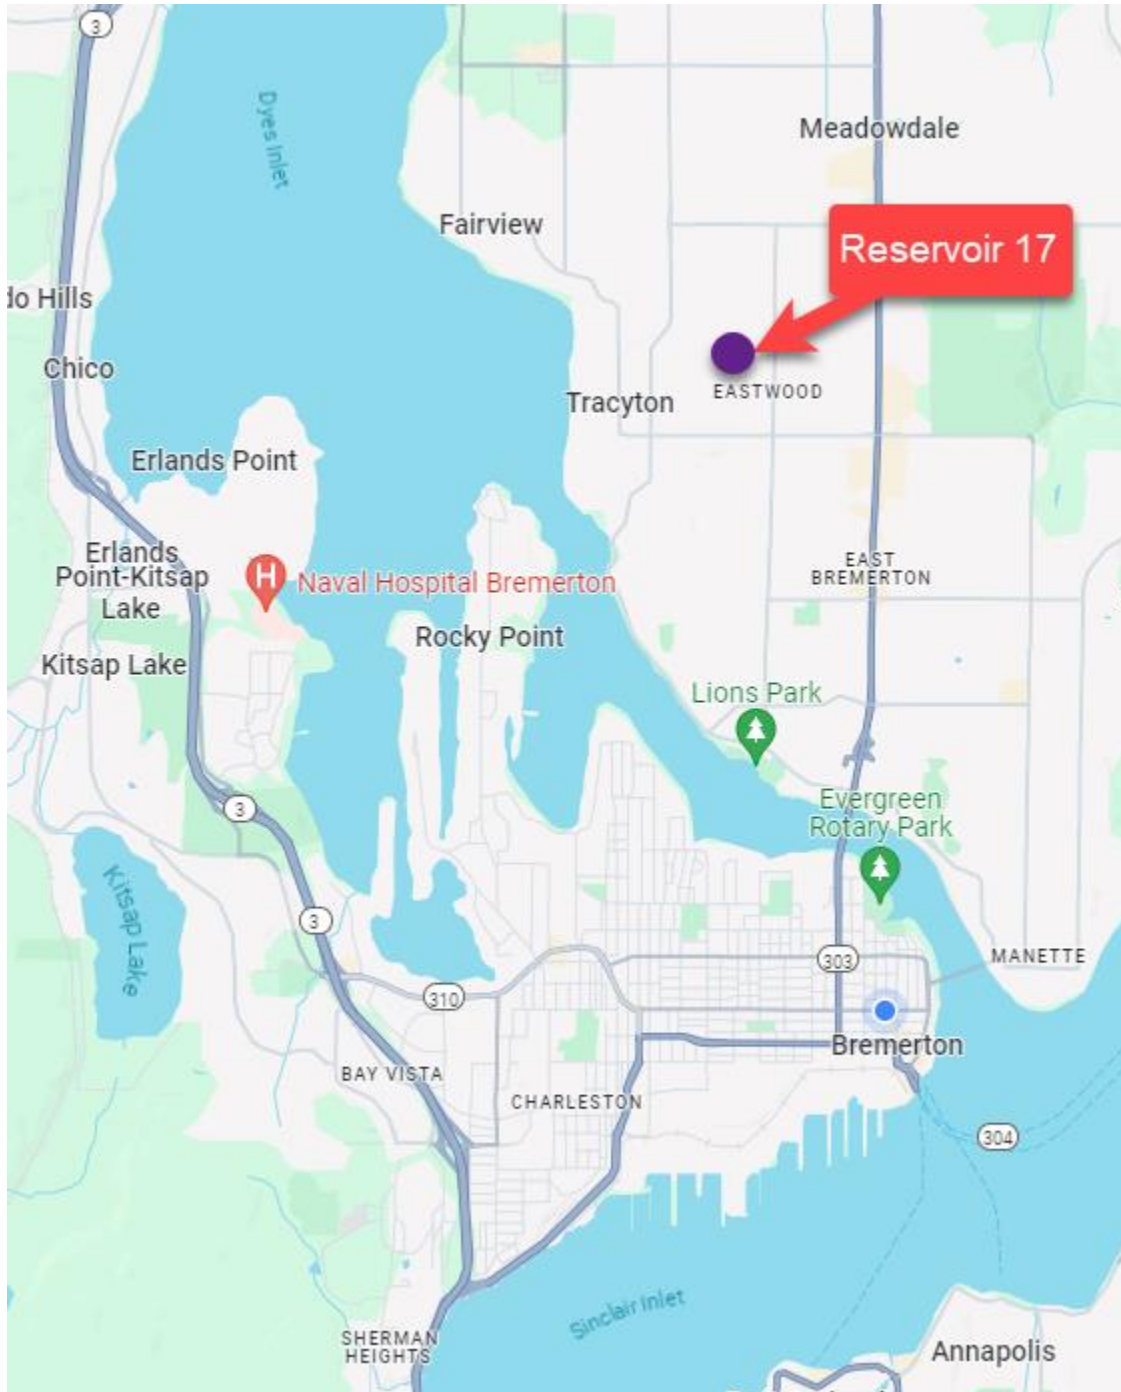 3
Dyes Inlet
Meadowdale
Fairview
Reservoir 17
do Hills
Chico
EASTWOOD
Tracyton
Erlands Point
Erlands
Point-Kitsap
Lake
EAST
BREMERTON
H
Naval Hospital Bremerton
Rocky Point
Kitsap Lake
Lions Park
3
Evergreen
Rotary Park
Kitsap Lake
3
MANETTE
303
310
Bremerton
BAY VISTA
CHARLESTON
304
Sinclair Inlet
SHERMAN
HEIGHTS
Annapolis